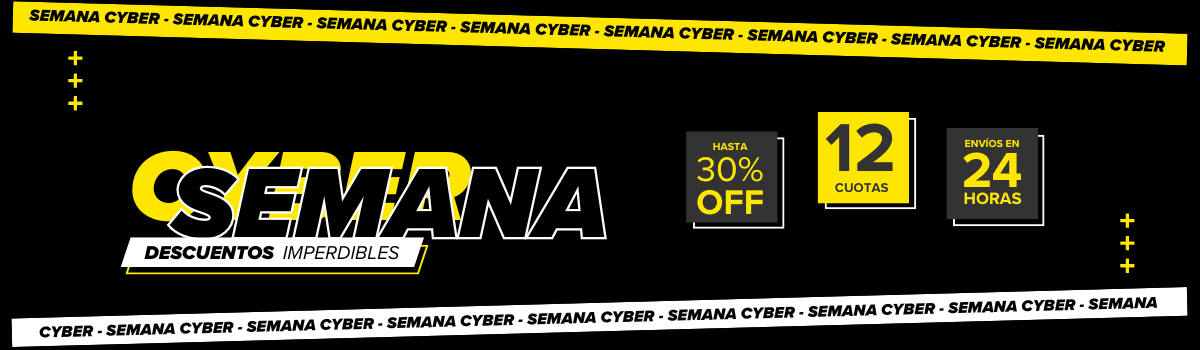 SEMANA CYBER - SEMANA CYBER - SEMANA CYBER - SEMANA CYBER - SEMANA CYBER - SEMANA CYBER - SEMANA CYBER - SEMANA CYBER
CYBER
SEMANA
DESCUENTOS IMPERDIBLES
HASTA
30%
OFF
12
CUOTAS
ENVÍOS EN
24
HORAS
CYBER - SEMANA CYBER - SEMANA CYBER - SEMANA CYBER - SEMANA CYBER - SEMANA CYBER - SEMANA CYBER - SEMANA